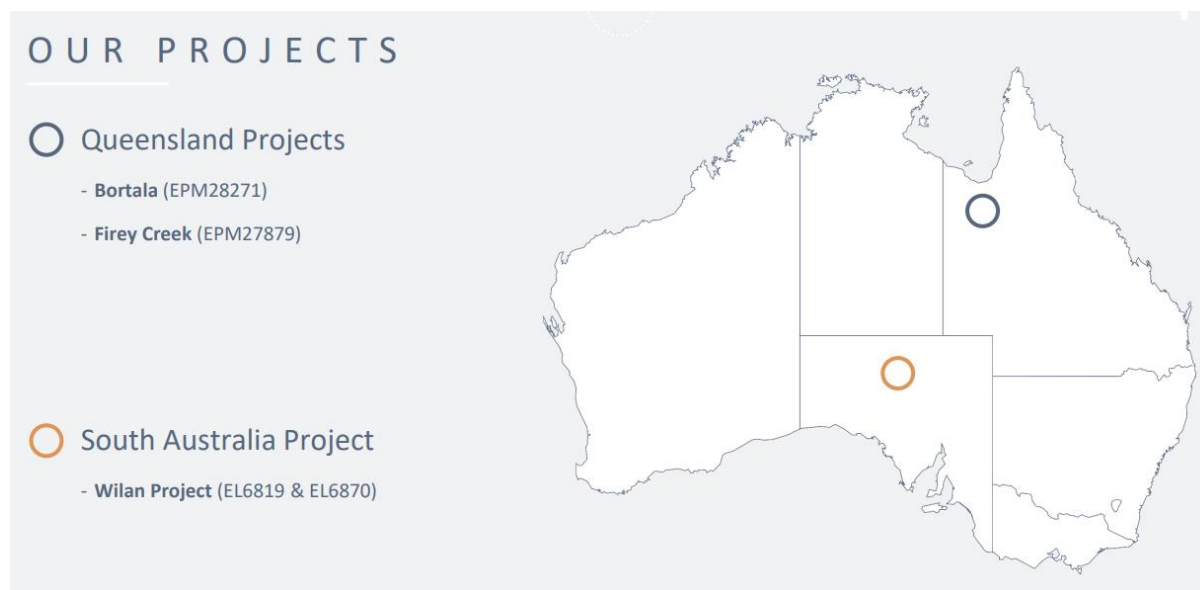 OUR PROJECTS
Queensland Projects
- Bortala (EPM28271)
- Firey Creek (EPM27879)
South Australia Project
- Wilan Project (EL6819 & EL6870)